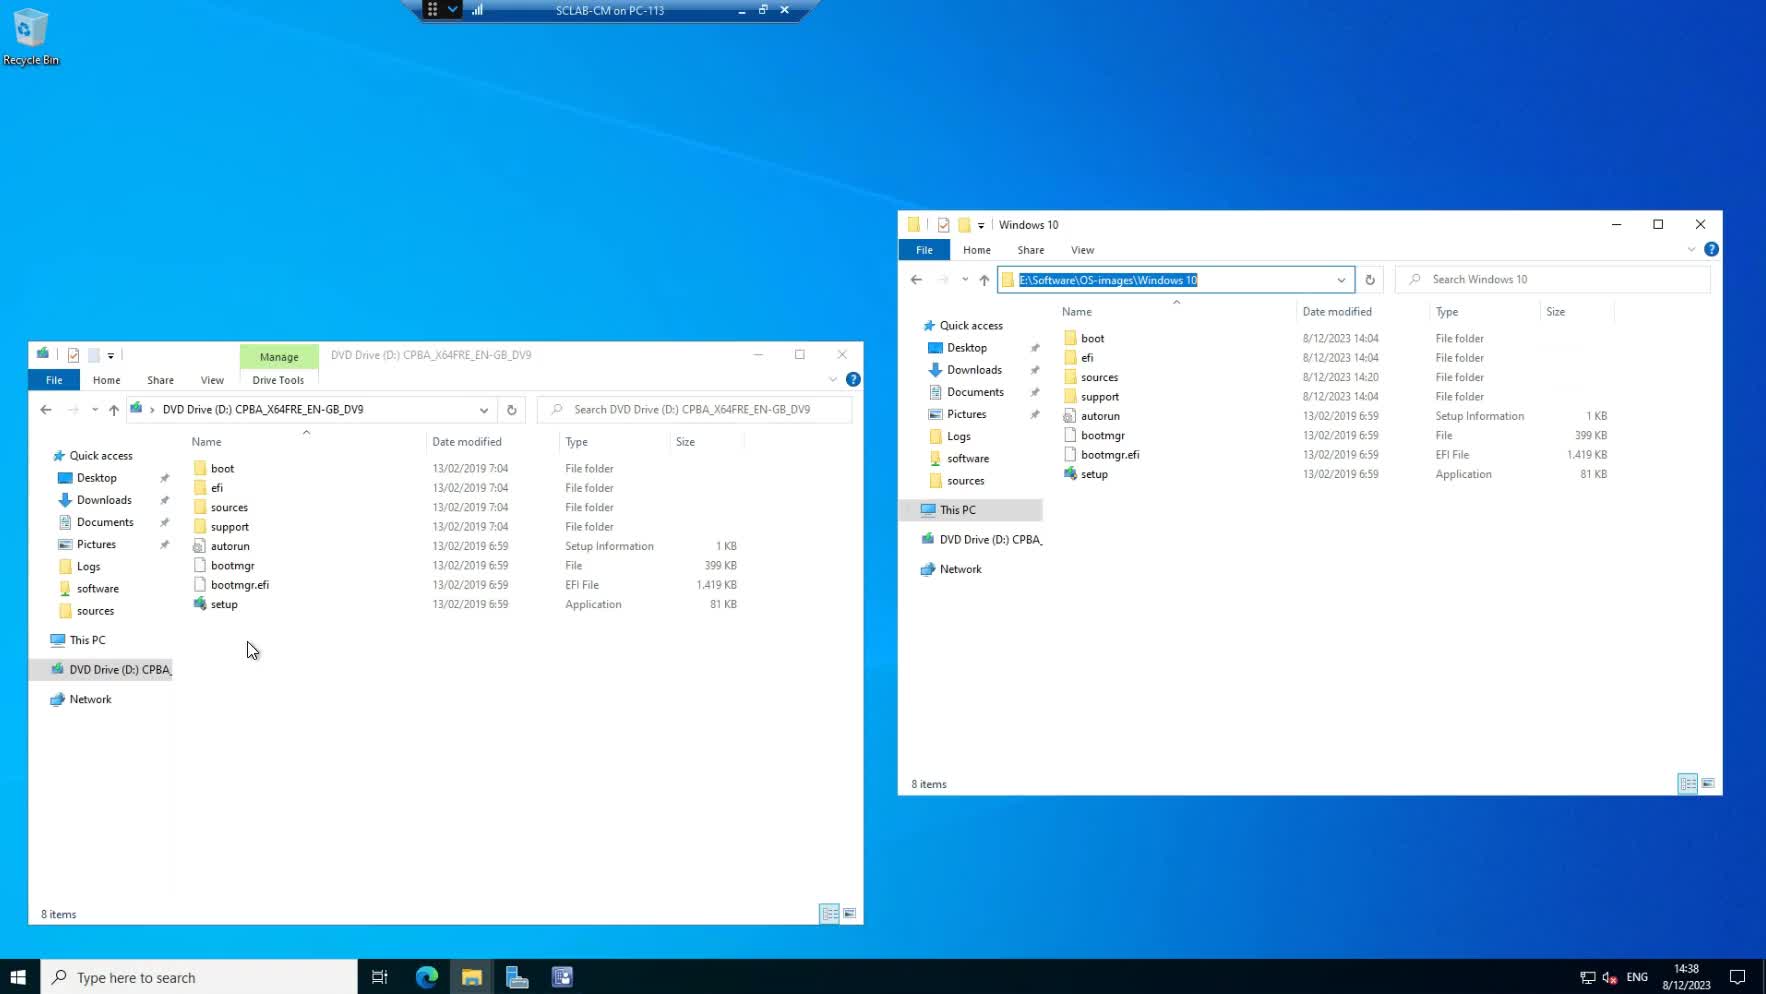 SCLAB-CM on PC-113
Recycle Bin
Windows 10
File Home Share View
E:\Software\OS-images\Windows 10
Search Windows 10
Name Date modified Type Size
Quick access
Desktop
Downloads
Documents
Pictures
Logs
software
sources
This PC
DVD Drive (D:) CPBA_
Network
boot 8/12/2023 14:04 File folder
efi 8/12/2023 14:04 File folder
sources 8/12/2023 14:20 File folder
support 8/12/2023 14:04 File folder
autorun 13/02/2019 6:59 Setup Information 1 KB
bootmgr 13/02/2019 6:59 File 399 KB
bootmgr.efi 13/02/2019 6:59 EFI File 1.419 KB
setup 13/02/2019 6:59 Application 81 KB
8 items
Manage DVD Drive (D:) CPBA_X64FRE_EN-GB_DV9
File Home Share View Drive Tools
DVD Drive (D:) CPBA_X64FRE_EN-GB_DV9
Search DVD Drive (D:) CPBA_X64FRE_EN-GB_DV9
Name Date modified Type Size
Quick access
Desktop
Downloads
Documents
Pictures
Logs
software
sources
This PC
DVD Drive (D:) CPBA_
Network
boot 13/02/2019 7:04 File folder
efi 13/02/2019 7:04 File folder
sources 13/02/2019 7:04 File folder
support 13/02/2019 7:04 File folder
autorun 13/02/2019 6:59 Setup Information 1 KB
bootmgr 13/02/2019 6:59 File 399 KB
bootmgr.efi 13/02/2019 6:59 EFI File 1.419 KB
setup 13/02/2019 6:59 Application 81 KB
8 items
Type here to search
ENG
14:38
8/12/2023